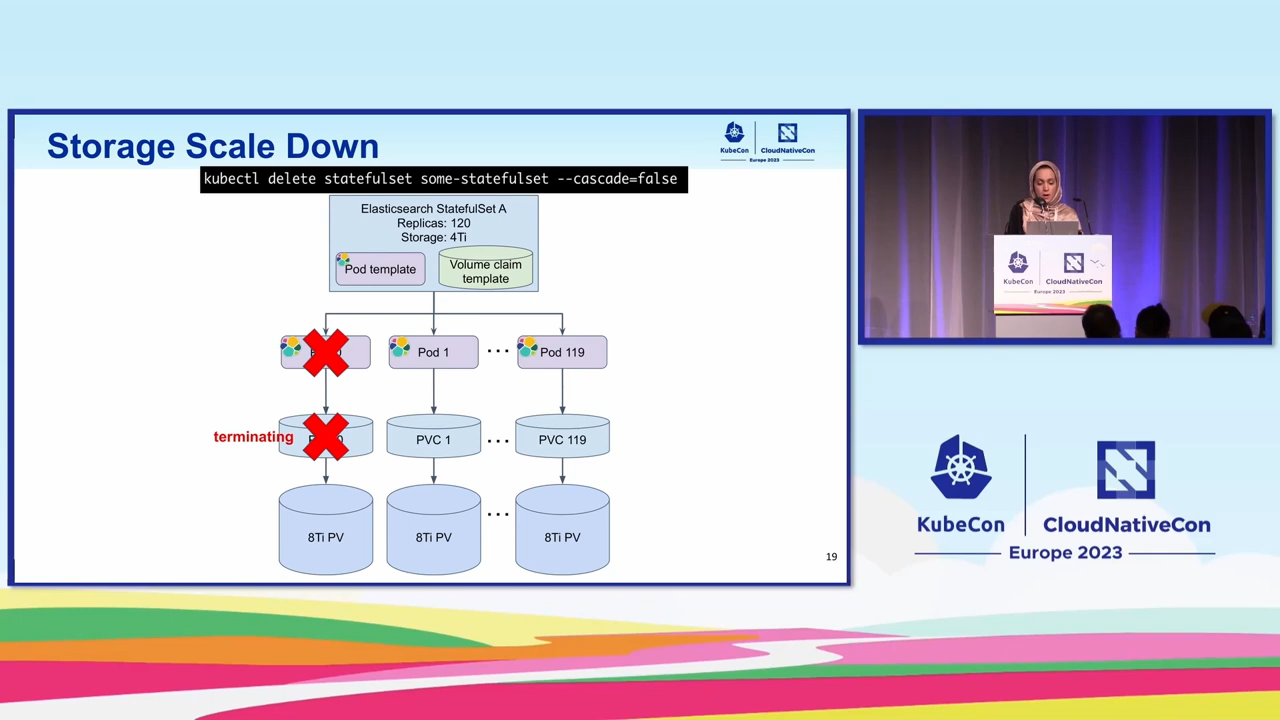 Storage Scale Down
KubeCon
CloudNativeCon
Europe 2023
kubectl delete statefulset some-statefulset --cascade=false
Elasticsearch StatefulSet A
Replicas: 120
Storage: 4Ti
Pod template
Volume claim
template
Pod 1
...
Pod 119
terminating
PVC 1
...
PVC 119
...
8Ti PV
8Ti PV
8Ti PV
19
KubeCon
CloudNativeCon
Europe 2023
KubeCon
CloudNativeCon
Europe 2023